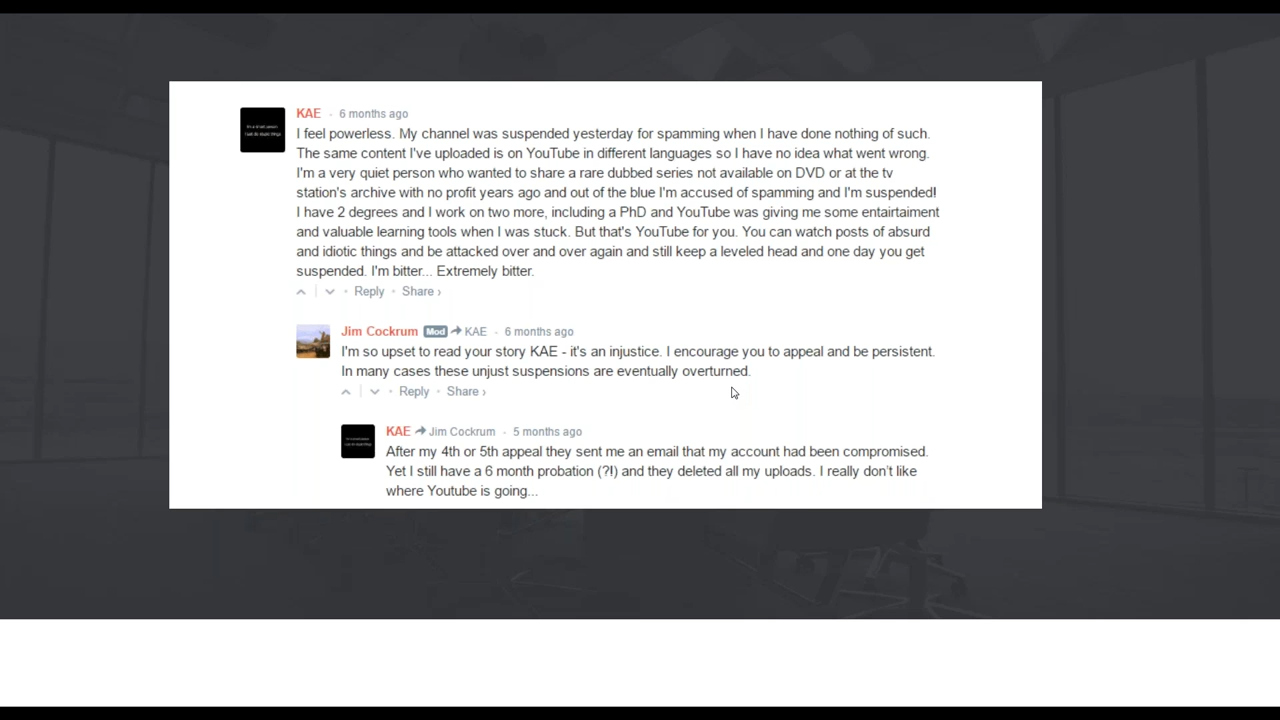 KAE · 6 months ago
I feel powerless. My channel was suspended yesterday for spamming when I have done nothing of such.
The same content I've uploaded is on YouTube in different languages so I have no idea what went wrong.
I'm a very quiet person who wanted to share a rare dubbed series not available on DVD or at the tv
station's archive with no profit years ago and out of the blue I'm accused of spamming and I'm suspended!
I have 2 degrees and I work on two more, including a PhD and YouTube was giving me some entairtaiment
and valuable learning tools when I was stuck. But that's YouTube for you. You can watch posts of absurd
and idiotic things and be attacked over and over again and still keep a leveled head and one day you get
suspended. I'm bitter... Extremely bitter.
Reply · Share ›
Jim Cockrum Mod KAE · 6 months ago
I'm so upset to read your story KAE - it's an injustice. I encourage you to appeal and be persistent.
In many cases these unjust suspensions are eventually overturned.
Reply · Share ›
KAE Jim Cockrum · 5 months ago
After my 4th or 5th appeal they sent me an email that my account had been compromised.
Yet I still have a 6 month probation (?!) and they deleted all my uploads. I really don't like
where Youtube is going...